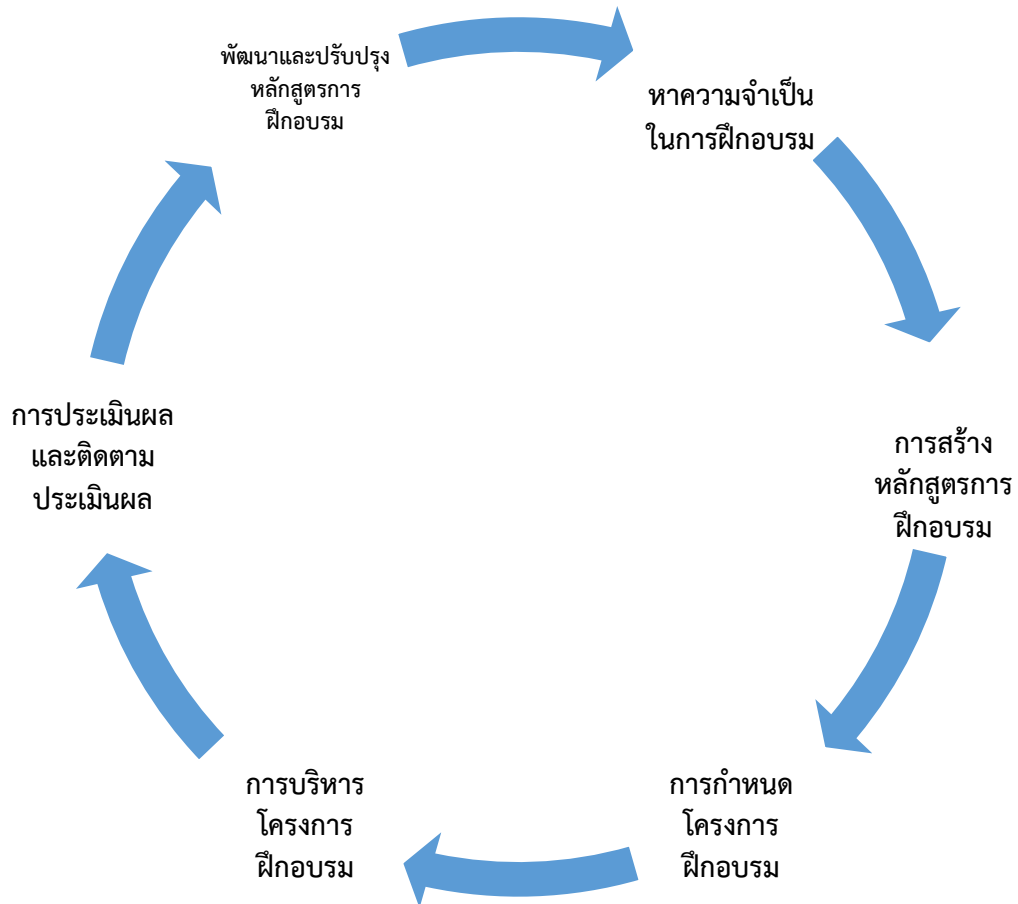 พัฒนาและปรับปรุง
หลักสูตรการ
ฝึกอบรม
หาความจำเป็น
ในการฝึกอบรม
การสร้าง
หลักสูตรการ
ฝึกอบรม
การกำหนด
โครงการ
ฝึกอบรม
การบริหาร
โครงการ
ฝึกอบรม
การประเมินผล
และติดตาม
ประเมินผล